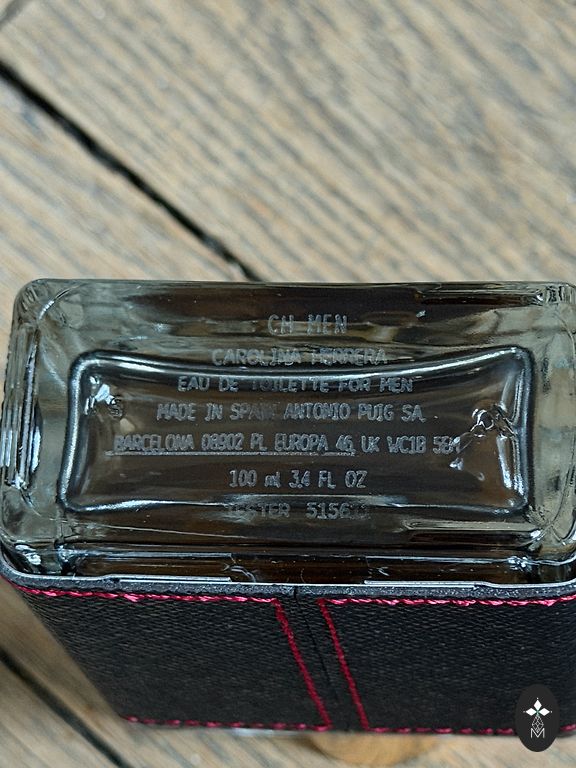 CH MEN
CAROLINA HERRERA
EAU DE TOILETTE FOR MEN
MADE IN SPAIN ANTONIO PUIG SA.
BARCELONA 08902 PL EUROPA 46, UK WC1B
100 ml 3.4 FL OZ
TESTER
M